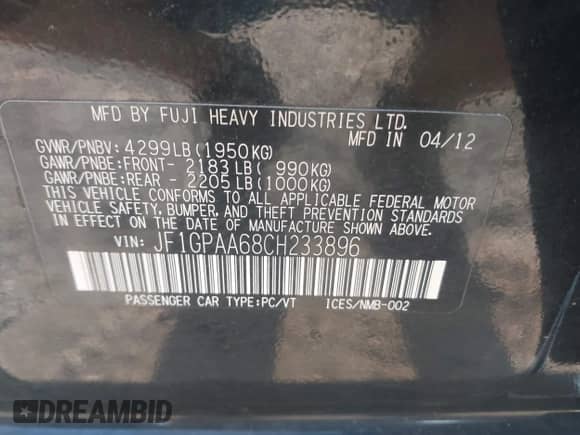 MFD BY FUJI HEAVY INDUSTRIES LTD.
MFD IN 04/12
GVWR/PNBV: 4299LB(1950KG)
GAWR/PNBE:FRONT- 2183LB( 990KG)
GAWR/PNBE:REAR - 2205LB(1000KG)
THIS VEHICLE CONFORMS TO ALL APPLICABLE FEDERAL MOTOR
VEHICLE SAFETY, BUMPER, AND THEFT PREVENTION STANDARDS
IN EFFECT ON THE DATE OF MANUFACTURE SHOWN ABOVE.
VIN: JF1GPAA68CH233896
PASSENGER CAR TYPE:PC/VT ICES/NMB-002
DREAMBID